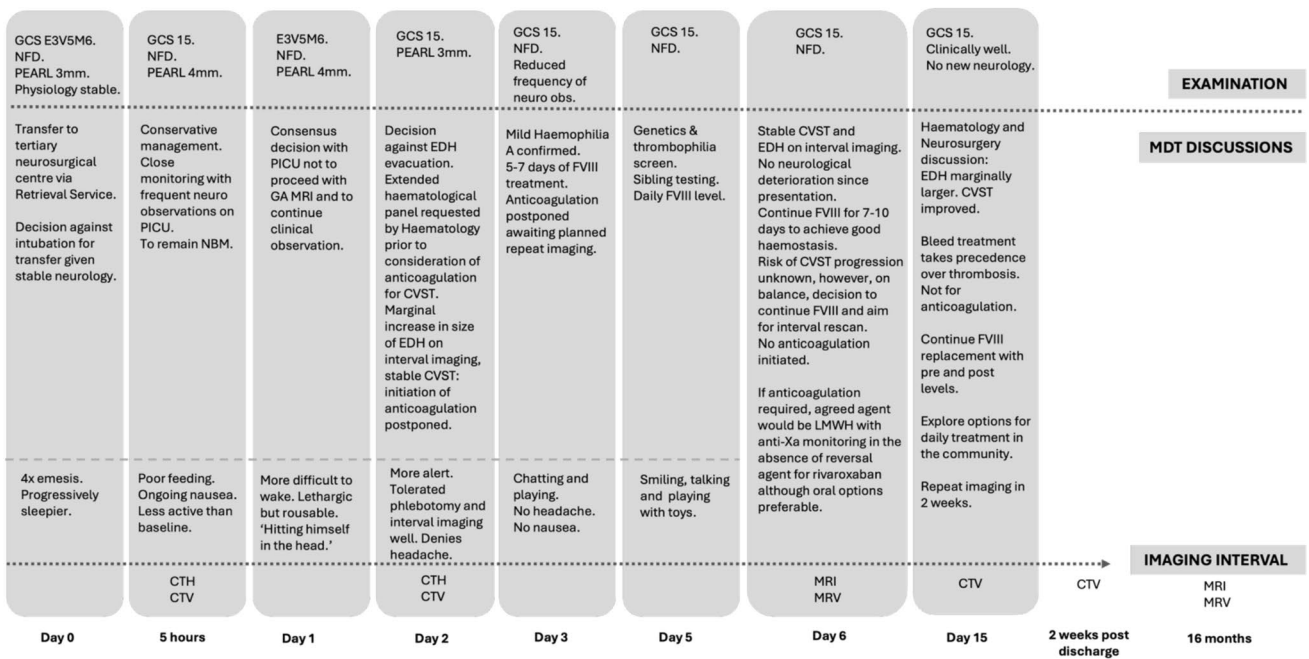 GCS E3V5M6.
NFD.
PEARL 3mm.
Physiology stable.
GCS 15.
NFD.
PEARL 4mm.
E3V5M6.
NFD.
PEARL 4mm.
GCS 15.
PEARL 3mm.
GCS 15.
NFD.
Reduced
frequency of
neuro obs.
GCS 15.
NFD.
GCS 15.
NFD.
GCS 15.
Clinically well.
No new neurology.
EXAMINATION
Transfer to
tertiary
neurosurgical
centre via
Retrieval Service.
Decision against
intubation for
transfer given
stable neurology.
Conservative
management.
Close
monitoring with
frequent neuro
observations on
PICU.
To remain NBM.
Consensus
decision with
PICU not to
proceed with
GA MRI and to
continue
clinical
observation.
Decision
against EDH
evacuation.
Extended
haematological
panel requested
by Haematology
prior to
consideration of
anticoagulation
for CVST.
Marginal
increase in size
of EDH on
interval imaging,
stable CVST:
initiation of
anticoagulation
postponed.
Mild Haemophilia
A confirmed.
5-7 days of FVIII
treatment.
Anticoagulation
postponed
awaiting planned
repeat imaging.
Genetics &
thrombophilia
screen.
Sibling testing.
Daily FVIII level.
Stable CVST and
EDH on interval imaging.
No neurological
deterioration since
presentation.
Continue FVIII for 7-10
days to achieve good
haemostasis.
Risk of CVST progression
unknown, however, on
balance, decision to
continue FVIII and aim
for interval rescan.
No anticoagulation
initiated.
If anticoagulation
required, agreed agent
would be LMWH with
anti-Xa monitoring in the
absence of reversal
agent for rivaroxaban
although oral options
preferable.
Haematology and
Neurosurgery
discussion:
EDH marginally
larger. CVST
improved.
Bleed treatment
takes precedence
over thrombosis.
Not for
anticoagulation.
Continue FVIII
replacement with
pre and post
levels.
Explore options for
daily treatment in
the community.
Repeat imaging in
2 weeks.
MDT DISCUSSIONS
4x emesis.
Progressively
sleepier.
Poor feeding.
Ongoing nausea.
Less active than
baseline.
More difficult to
wake. Lethargic
but rousable.
‘Hitting himself
in the head.’
More alert.
Tolerated
phlebotomy and
interval imaging
well. Denies
headache.
Chatting and
playing.
No headache.
No nausea.
Smiling, talking
and playing
with toys.
IMAGING INTERVAL
CTH
CTV
CTH
CTV
MRI
MRV
CTV
CTV
MRI
MRV
Day 0
5 hours
Day 1
Day 2
Day 3
Day 5
Day 6
Day 15
2 weeks post
discharge
16 months